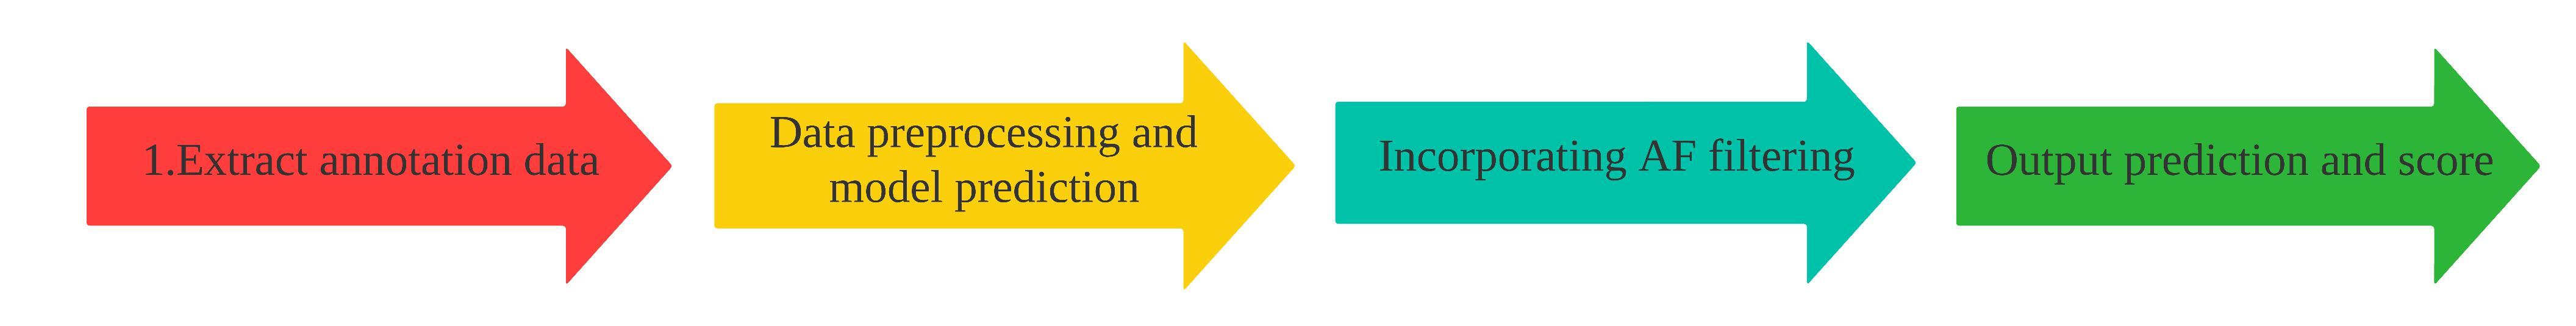 1.Extract annotation data
Data preprocessing and
model prediction
Incorporating AF filtering
Output prediction and score